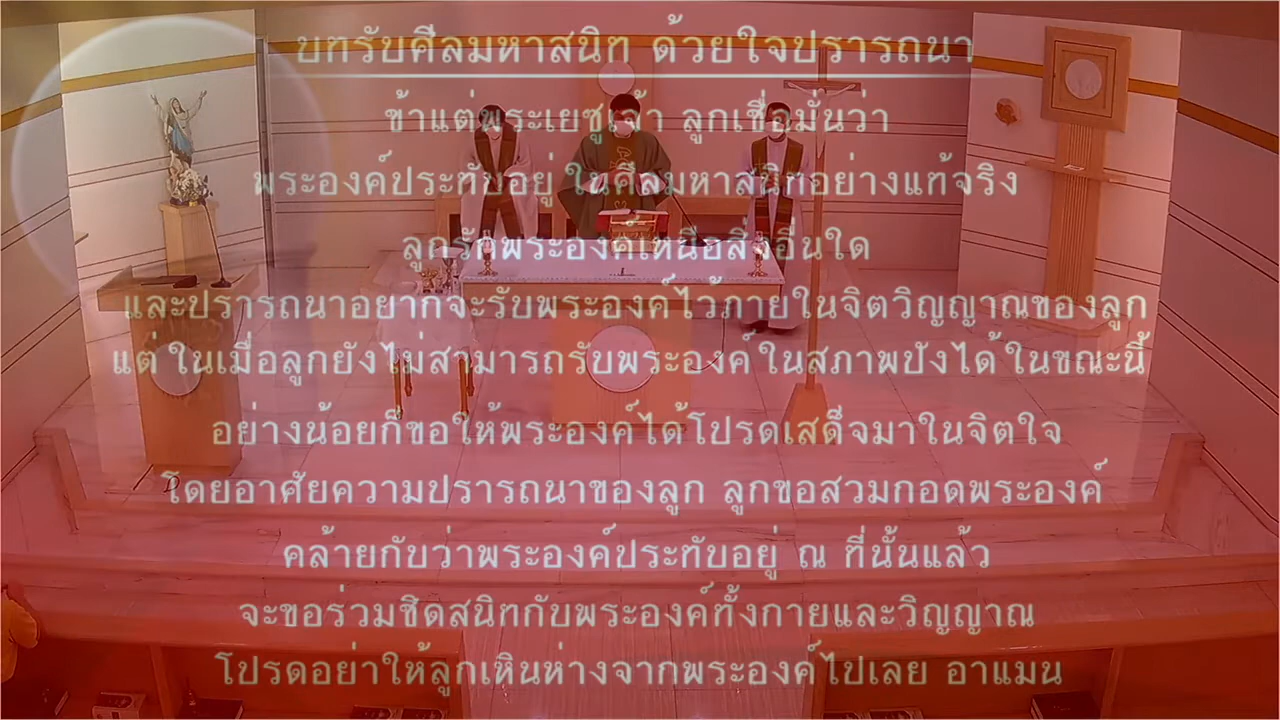 บทรับศีลมหาสนิท ด้วยใจปรารถนา
ข้าแต่พระเยซูเจ้า ลูกเชื่อมั่นว่า
พระองค์ประทับอยู่ ในศีลมหาสนิทอย่างแท้จริง
ลูกรักพระองค์เหนือสิ่งอื่นใด
และปรารถนาอยากจะรับพระองค์ไว้ภายในจิตวิญญาณของลูก
แต่ ในเมื่อลูกยังไม่สามารถรับพระองค์ ในสภาพปังได้ ในขณะนี้
อย่างน้อยก็ขอให้พระองค์ได้โปรดเสด็จมาในจิตใจ
โดยอาศัยความปรารถนาของลูก ลูกขอสวมกอดพระองค์
คล้ายกับว่าพระองค์ประทับอยู่ ณ ที่นั้นแล้ว
จะขอร่วมชิดสนิทกับพระองค์ทั้งกายและวิญญาณ
โปรดอย่าให้ลูกเหินห่างจากพระองค์ไปเลย อาแมน